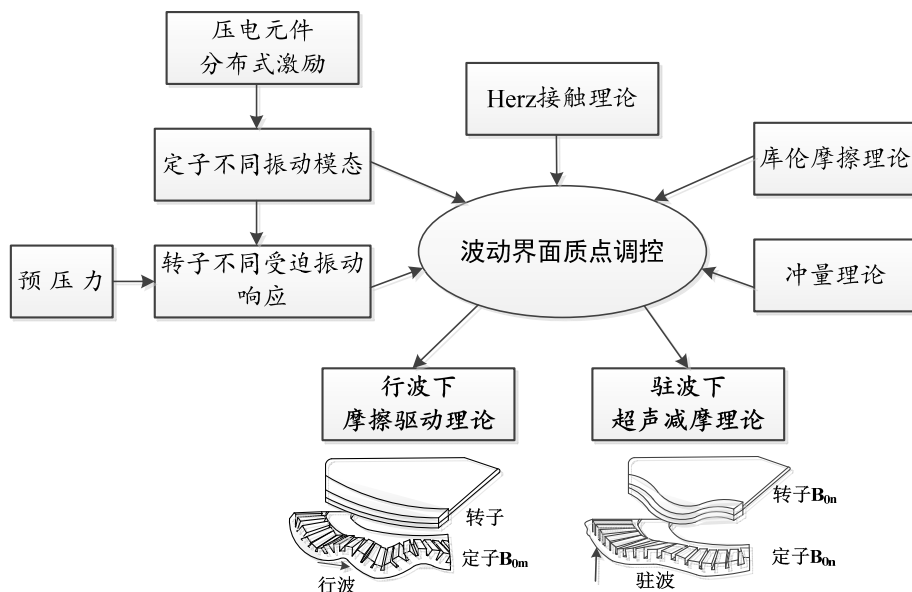 压电元件
分布式激励
Herz接触理论
定子不同振动模态
库伦摩擦理论
波动界面质点调控
预 压 力
转子不同受迫振动
响应
冲量理论
行波下
摩擦驱动理论
驻波下
超声减摩理论
转子
定子B0m
行波
转子B0n
定子B0n
驻波